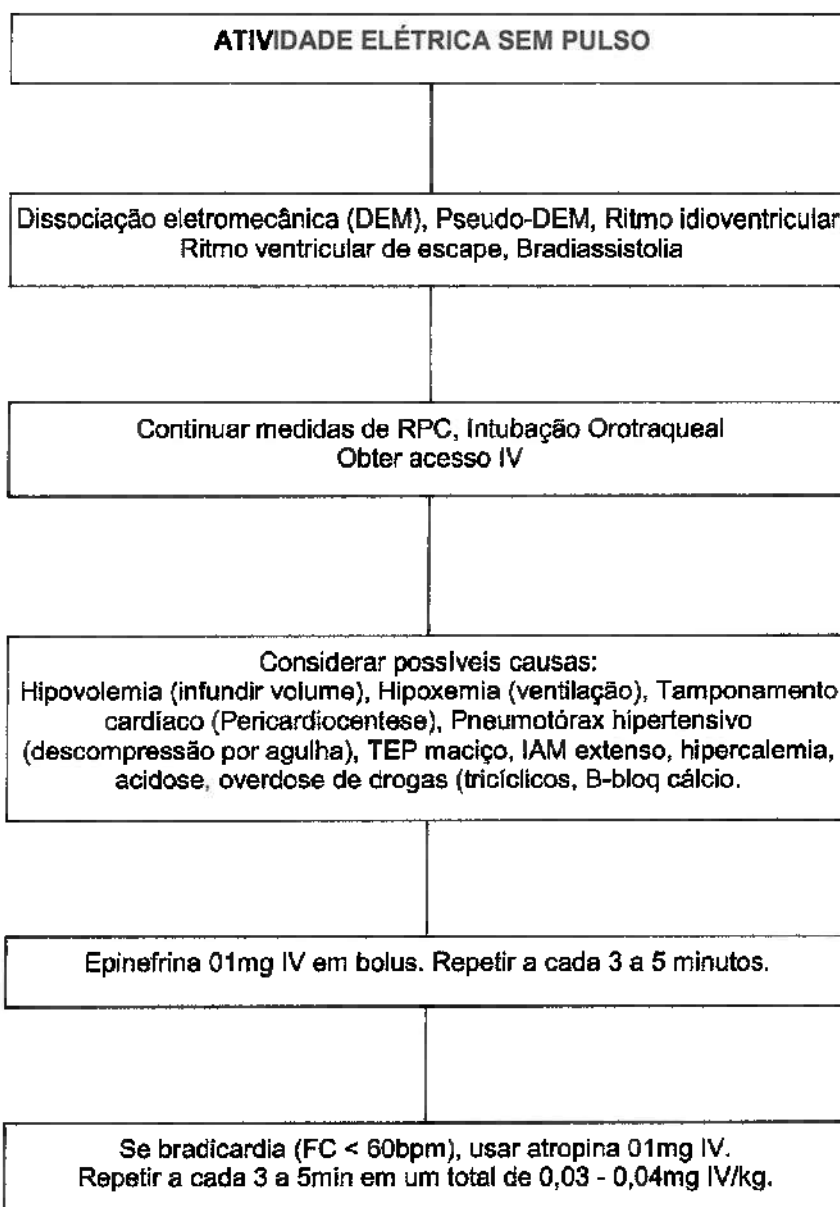 ATIVIDADE ELÉTRICA SEM PULSO
Dissociação eletromecânica (DEM), Pseudo-DEM, Ritmo idioventricular
Ritmo ventricular de escape, Bradiassistolia
Continuar medidas de RPC, Intubação Orotraqueal
Obter acesso IV
Considerar possíveis causas:
Hipovolemia (infundir volume), Hipoxemia (ventilação), Tamponamento
cardíaco (Pericardiocentese), Pneumotórax hipertensivo
(descompressão por agulha), TEP maciço, IAM extenso, hipercalemia,
acidose, overdose de drogas (tricíclicos, B-bloq cálcio.
Epinefrina 01mg IV em bolus. Repetir a cada 3 a 5 minutos.
Se bradicardia (FC < 60bpm), usar atropina 01mg IV.
Repetir a cada 3 a 5min em um total de 0,03 - 0,04mg IV/kg.